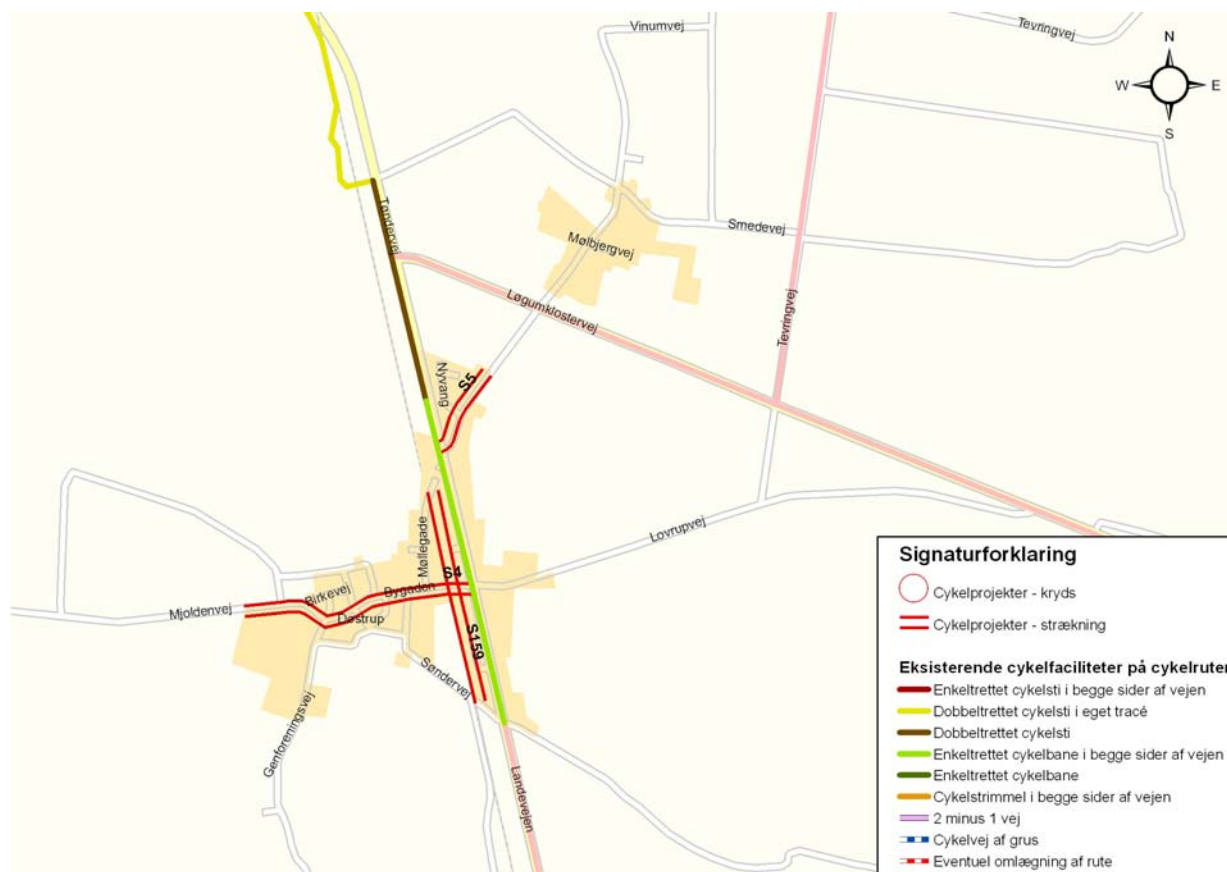 Vinumvej
Tevringvej
N
W
E
S
Tøndervej
Smedevej
Mølbjergvej
Løgumklostervej
Tevringvej
Nyvang
S5
Møllegade
Lovrupvej
S4
Bygaden
Birkevej
Mjoldenvej
Døstrup
S159
Søndervej
Genforeningsvej
Landevejen
Signaturforklaring
Cykelprojekter - kryds
Cykelprojekter - strækning
Eksisterende cykelfaciliteter på cykelruter
Enkeltrettet cykelsti i begge sider af vejen
Dobbeltrettet cykelsti i eget tracé
Dobbeltrettet cykelsti
Enkeltrettet cykelbane i begge sider af vejen
Enkeltrettet cykelbane
Cykelstrimmel i begge sider af vejen
2 minus 1 vej
Cykelvej af grus
Eventuel omlægning af rute